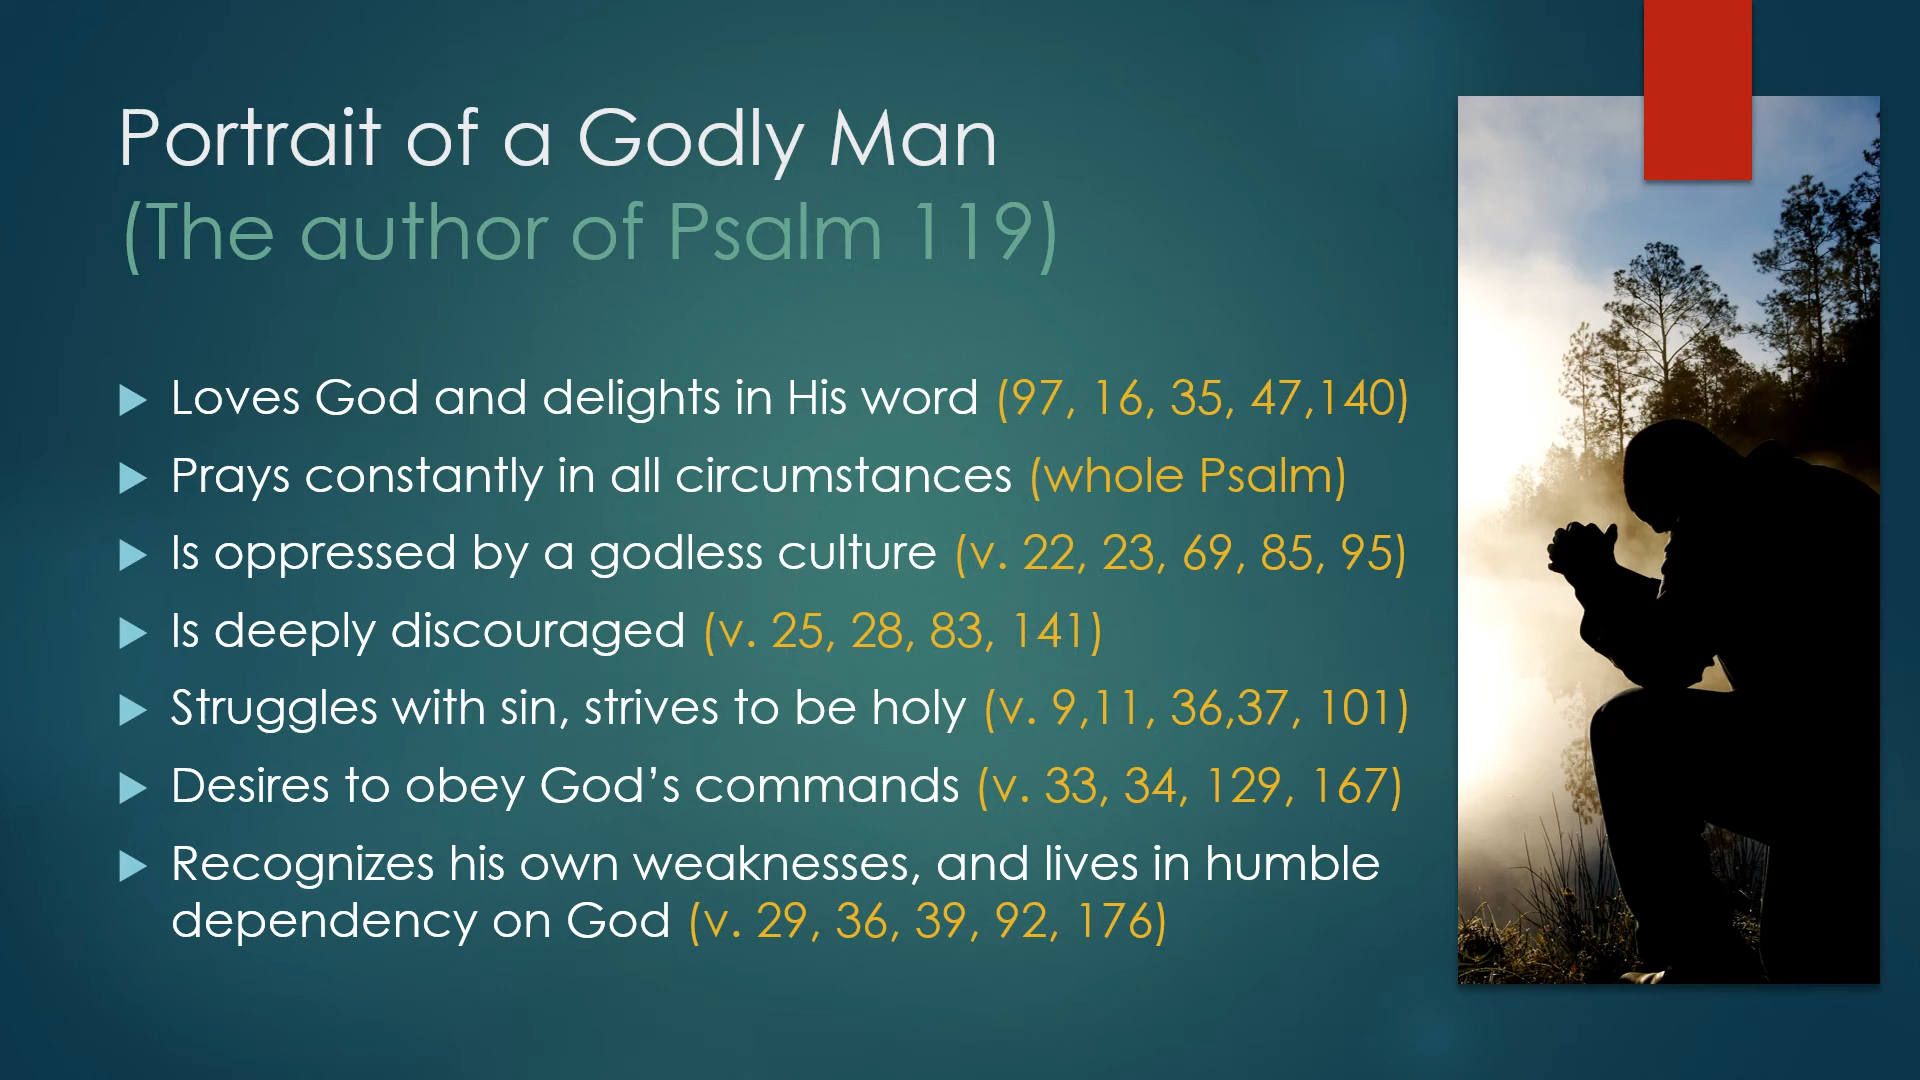 Portrait of a Godly Man
(The author of Psalm 119)
Loves God and delights in His word (97, 16, 35, 47,140)
Prays constantly in all circumstances (whole Psalm)
Is oppressed by a godless culture (v. 22, 23, 69, 85, 95)
Is deeply discouraged (v. 25, 28, 83, 141)
Struggles with sin, strives to be holy (v. 9,11, 36,37, 101)
Desires to obey God’s commands (v. 33, 34, 129, 167)
Recognizes his own weaknesses, and lives in humble
dependency on God (v. 29, 36, 39, 92, 176)